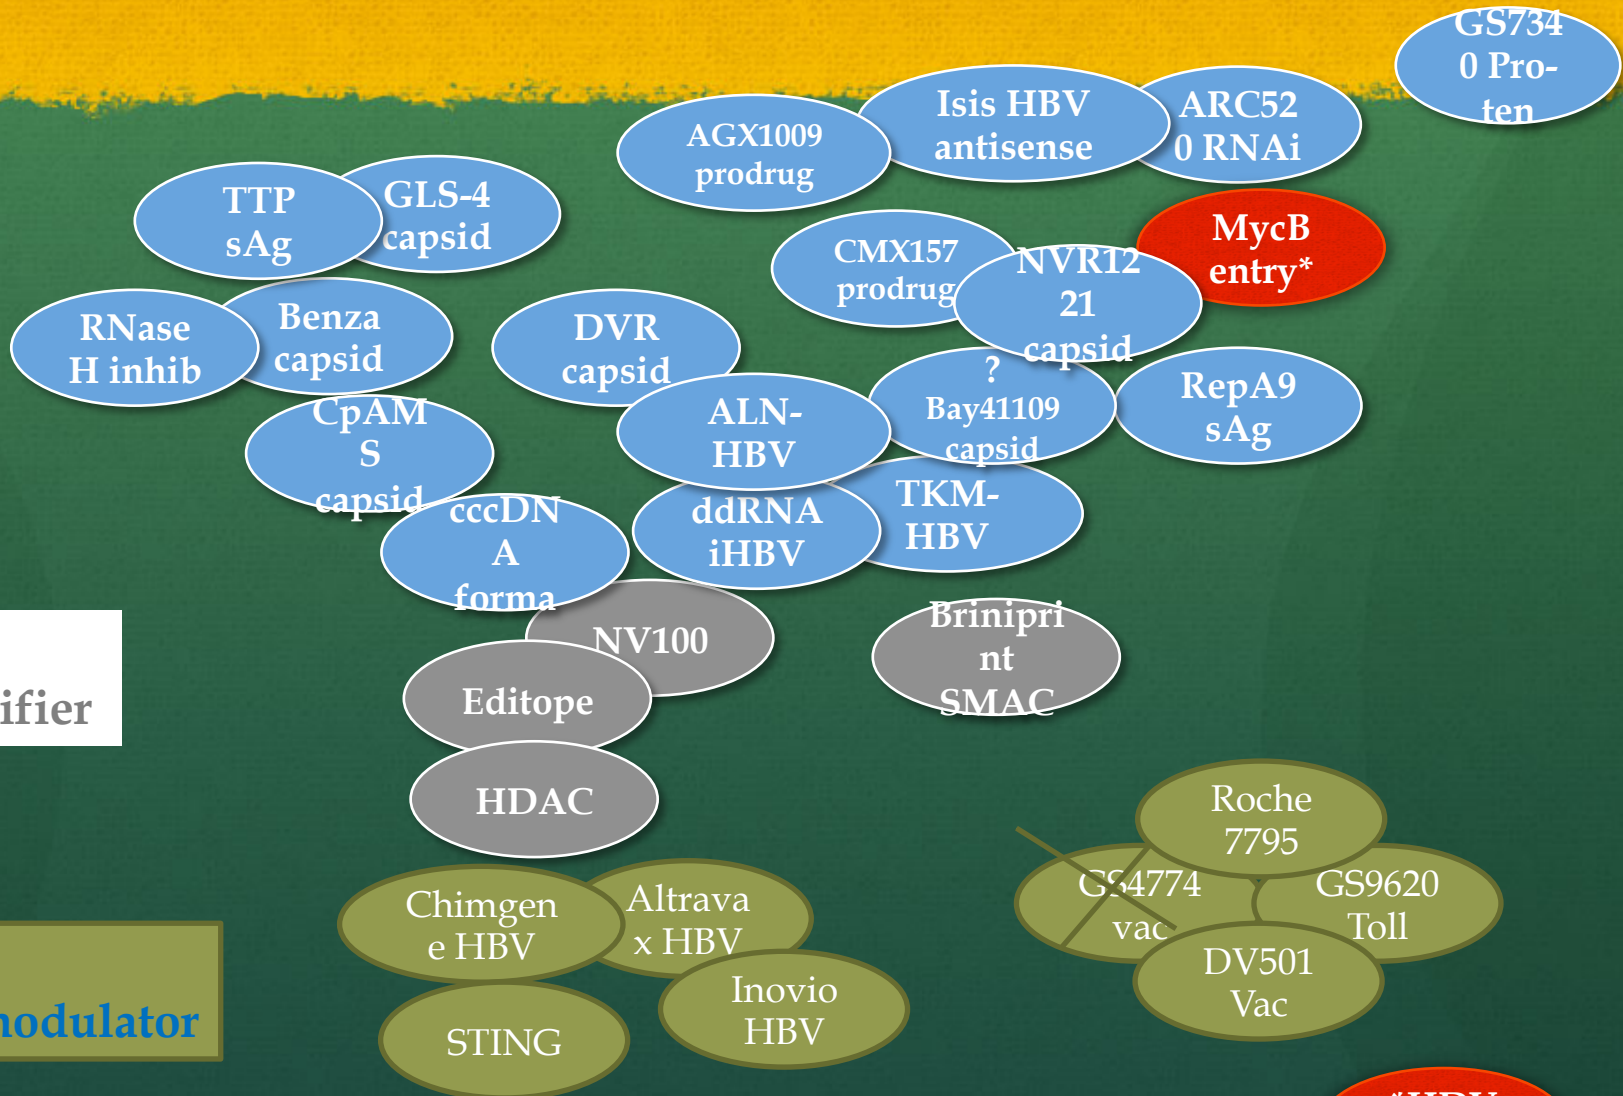 GS734
0 Pro-
ten
Isis HBV
antisense
ARC52
0 RNAi
AGX1009
prodrug
TTP
sAg
GLS-4
capsid
MycB
entry*
CMX157
prodrug
NVR12
21
capsid
RNase
H inhib
Benza
capsid
DVR
capsid
?
Bay41109
capsid
RepA9
sAg
CpAM
S
capsid
ALN-
HBV
cccDN
A
forma
ddRNA
iHBV
TKM-
HBV
NV100
Brinipri
nt
SMAC
ifier
Editope
HDAC
Roche
7795
GS4774
vac
GS9620
Toll
Chimgen
e HBV
Altrava
x HBV
DV501
Vac
Inovio
HBV
nodulator
STING
*HDV